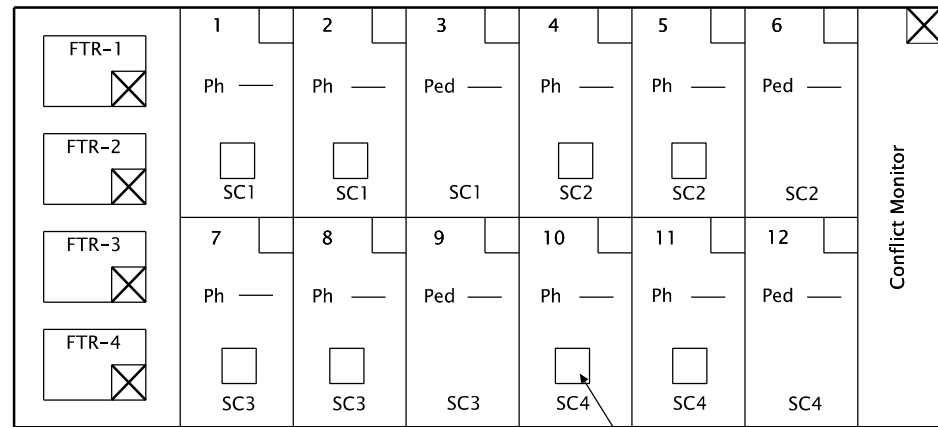 FTR-1
FTR-2
FTR-3
FTR-4
1 2 3 4 5 6
Ph Ph Ped Ph Ph Ped
SC1 SC1 SC1 SC2 SC2 SC2
7 8 9 10 11 12
Ph Ph Ped Ph Ph Ped
SC3 SC3 SC3 SC4 SC4 SC4
Conflict Monitor